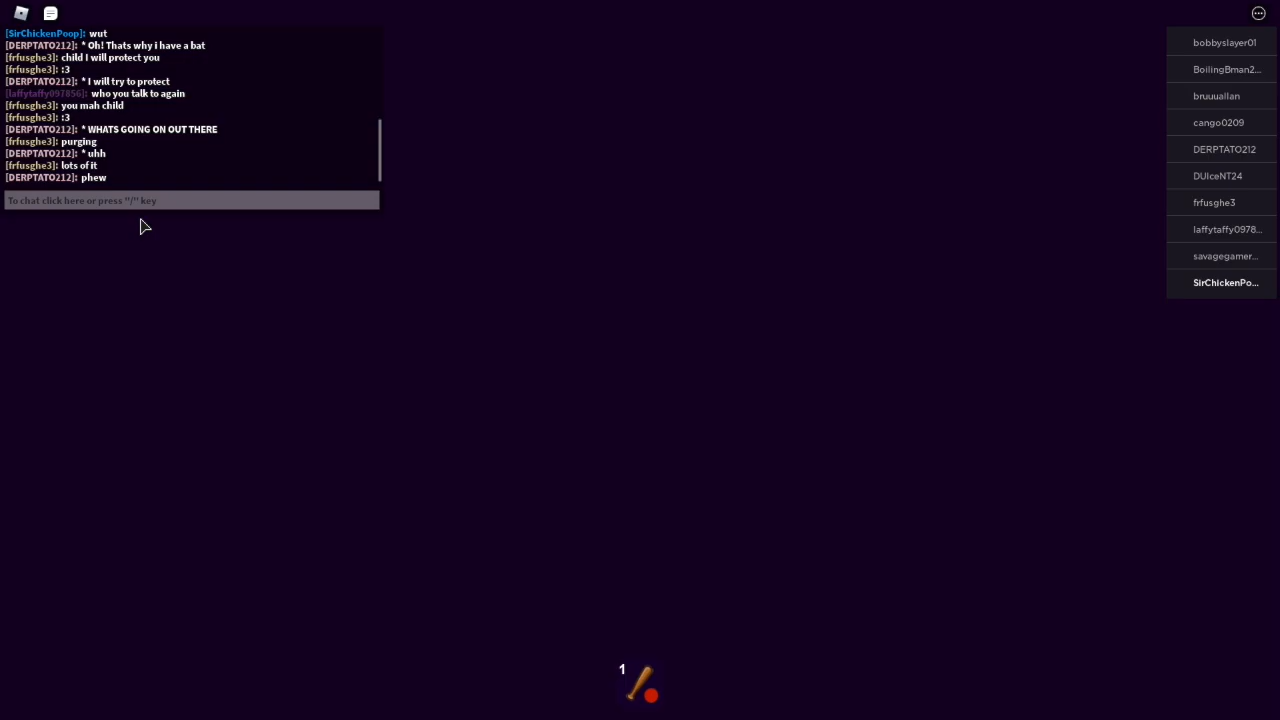 [SirChickenPoop]: wut
[DERPTATO212]: * Oh! Thats why i have a bat
[frfusghe3]: child I will protect you
[frfusghe3]: :3
[DERPTATO212]: * I will try to protect
[laffytaffy097856]: who you talk to again
[frfusghe3]: you mah child
[frfusghe3]: :3
[DERPTATO212]: * WHATS GOING ON OUT THERE
[frfusghe3]: purging
[DERPTATO212]: * uhh
[frfusghe3]: lots of it
[DERPTATO212]: phew
To chat click here or press "/" key
bobbyslayer01
BoilingBman2...
bruuuallan
cango0209
DERPTATO212
DUIceNT24
frfusghe3
laffytaffy0978...
savagegamer...
SirChickenPo...
1